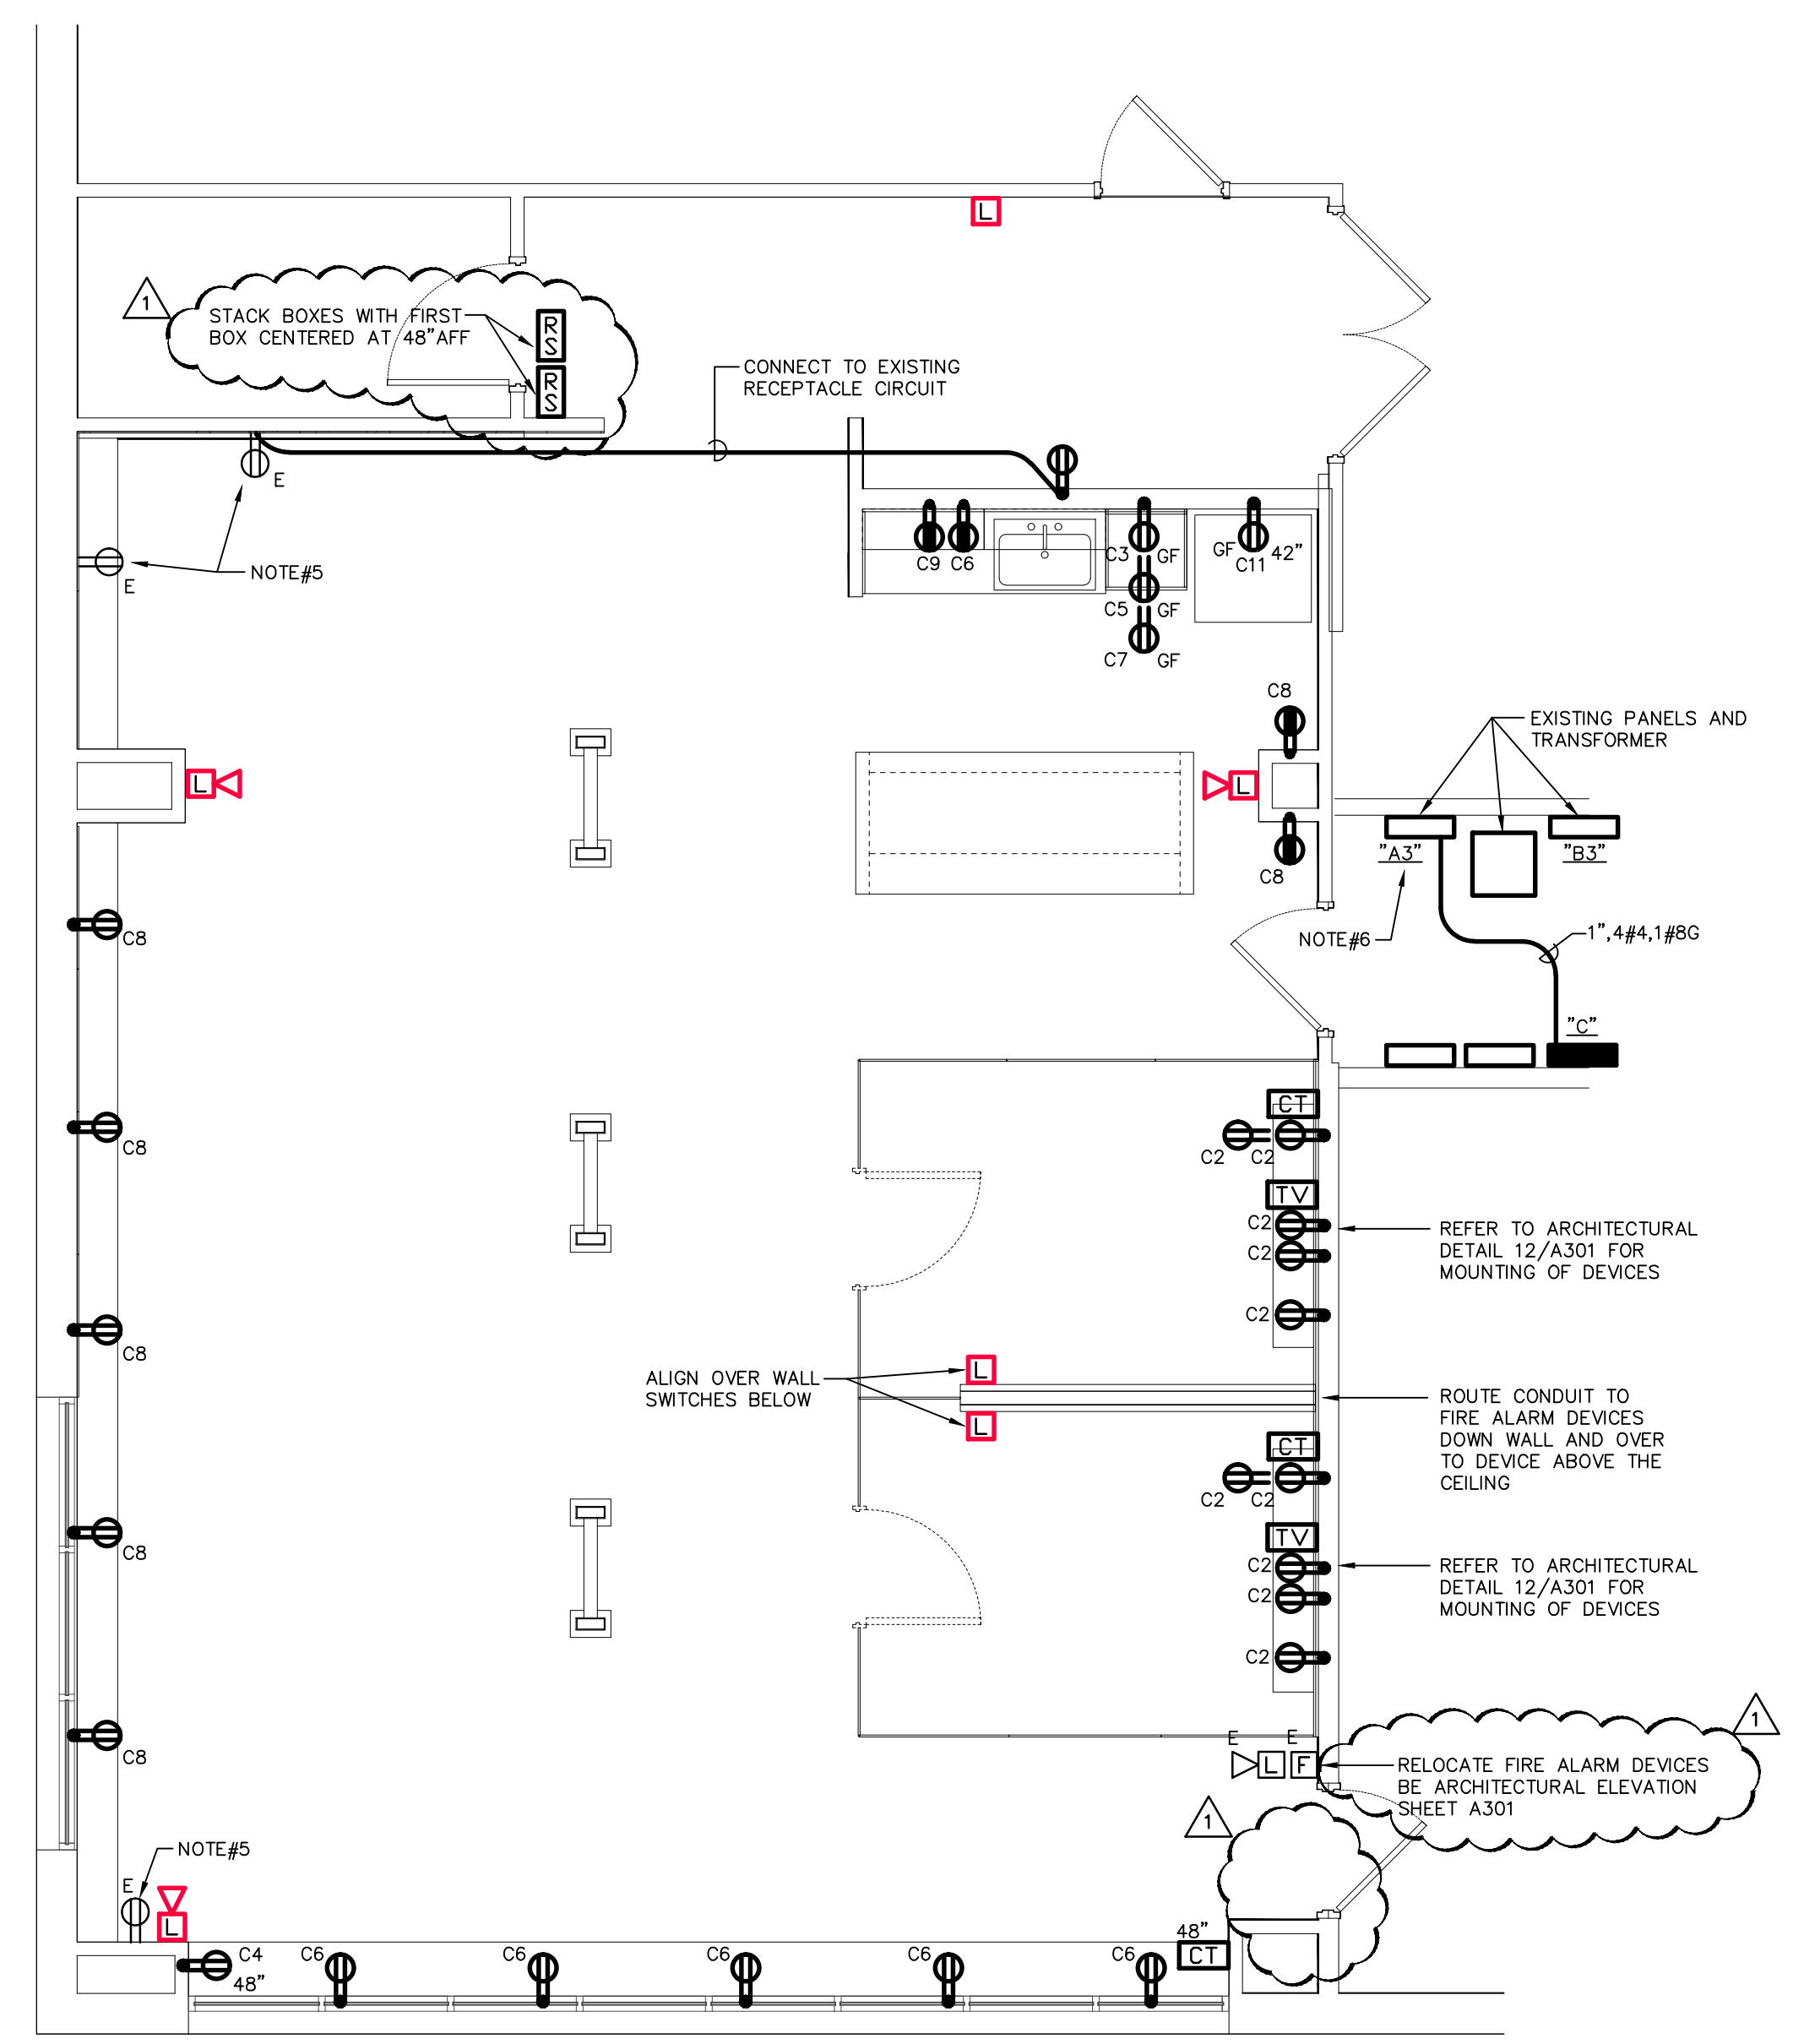 L
1
STACK BOXES WITH FIRST
BOX CENTERED AT 48"AFF
R
S
R
S
CONNECT TO EXISTING
RECEPTACLE CIRCUIT
E
NOTE#5
E
C9
C6
C3
GF
GF
42"
C11
C5
GF
C7
GF
C8
EXISTING PANELS AND
TRANSFORMER
L
L
"A3"
"B3"
C8
NOTE#6
1",4#4,1#8G
C8
"C"
CT
C8
C2
C2
TV
C2
REFER TO ARCHITECTURAL
DETAIL 12/A301 FOR
MOUNTING OF DEVICES
C2
C2
C8
ALIGN OVER WALL
SWITCHES BELOW
L
L
ROUTE CONDUIT TO
FIRE ALARM DEVICES
DOWN WALL AND OVER
TO DEVICE ABOVE THE
CEILING
CT
C2
C2
TV
C8
C2
REFER TO ARCHITECTURAL
DETAIL 12/A301 FOR
MOUNTING OF DEVICES
C2
C2
C8
1
E
E
L
F
RELOCATE FIRE ALARM DEVICES
BE ARCHITECTURAL ELEVATION
SHEET A301
1
NOTE#5
E
L
C4
48"
C6
C6
C6
C6
C6
48"
CT